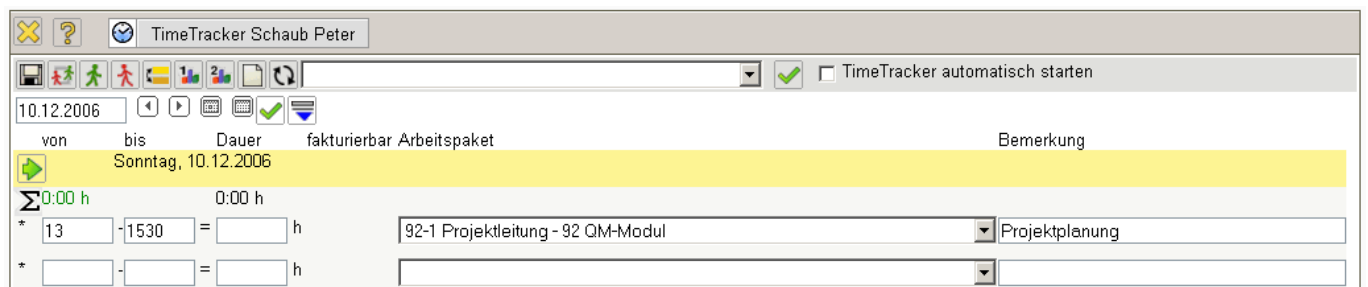 TimeTracker Schaub Peter
TimeTracker automatisch starten
10.12.2006
von bis Dauer fakturierbar Arbeitspaket Bemerkung
Sonntag, 10.12.2006
Σ 0:00 h 0:00 h
* 13 - 1530 = h 92-1 Projektleitung - 92 QM-Modul Projektplanung
* - = h